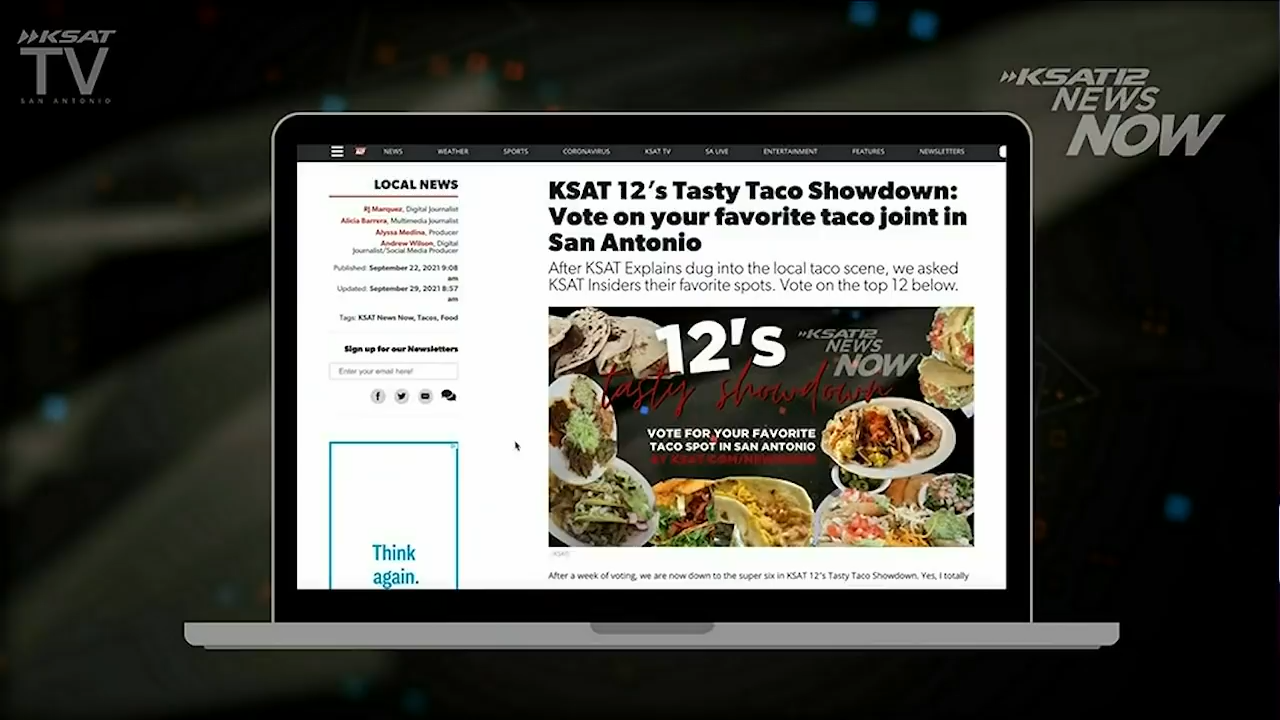 KSAT
TV
SAN ANTONIO
KSAT12
NEWS
NOW
NEWS WEATHER SPORTS CORONAVIRUS KSAT TV SA LIVE ENTERTAINMENT FEATURES NEWSLETTERS
LOCAL NEWS
RJ Marquez, Digital Journalist
Alicia Barrera, Multimedia Journalist
Alyssa Medina, Producer
Andrew Wilson, Digital
Journalist/Social Media Producer
Published: September 22, 2021 9:08
am
Updated: September 29, 2021 8:57
am
Tags: KSAT News Now, Tacos, Food
Sign up for our Newsletters
Enter your email here!
Think
again.
KSAT 12's Tasty Taco Showdown:
Vote on your favorite taco joint in
San Antonio
After KSAT Explains dug into the local taco scene, we asked
KSAT Insiders their favorite spots. Vote on the top 12 below.
12's
KSAT12
NEWS
NOW
tasty showdown
VOTE FOR YOUR FAVORITE
TACO SPOT IN SAN ANTONIO
KSAT
After a week of voting, we are now down to the super six in KSAT 12's Tasty Taco Showdown. Yes, I totally